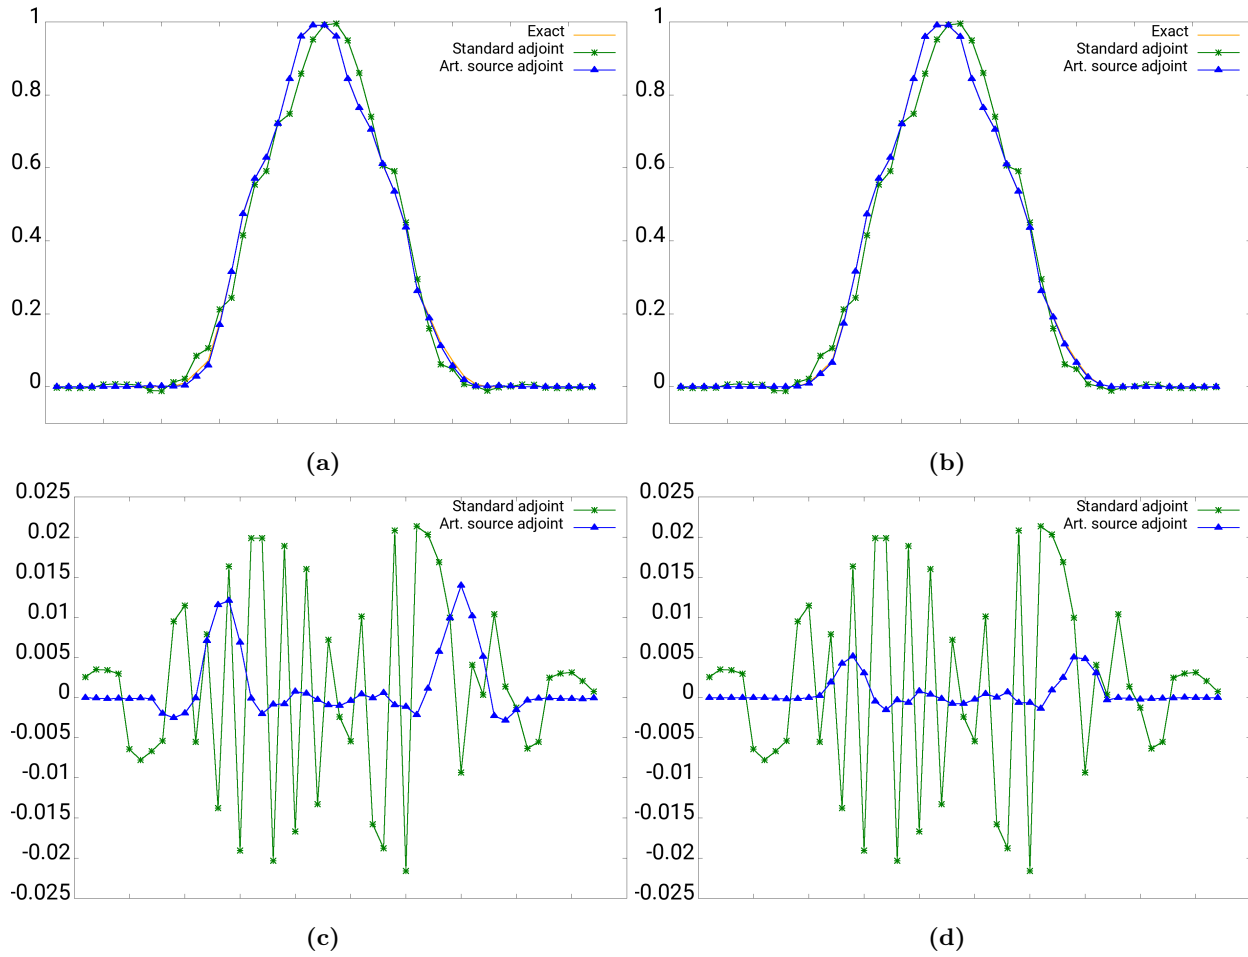 1
0.8
0.6
0.4
0.2
0
Exact
Standard adjoint
Art. source adjoint
(a)
1
0.8
0.6
0.4
0.2
0
Exact
Standard adjoint
Art. source adjoint
(b)
0.025
0.02
0.015
0.01
0.005
0
-0.005
-0.01
-0.015
-0.02
-0.025
Standard adjoint
Art. source adjoint
(c)
0.025
0.02
0.015
0.01
0.005
0
-0.005
-0.01
-0.015
-0.02
-0.025
Standard adjoint
Art. source adjoint
(d)